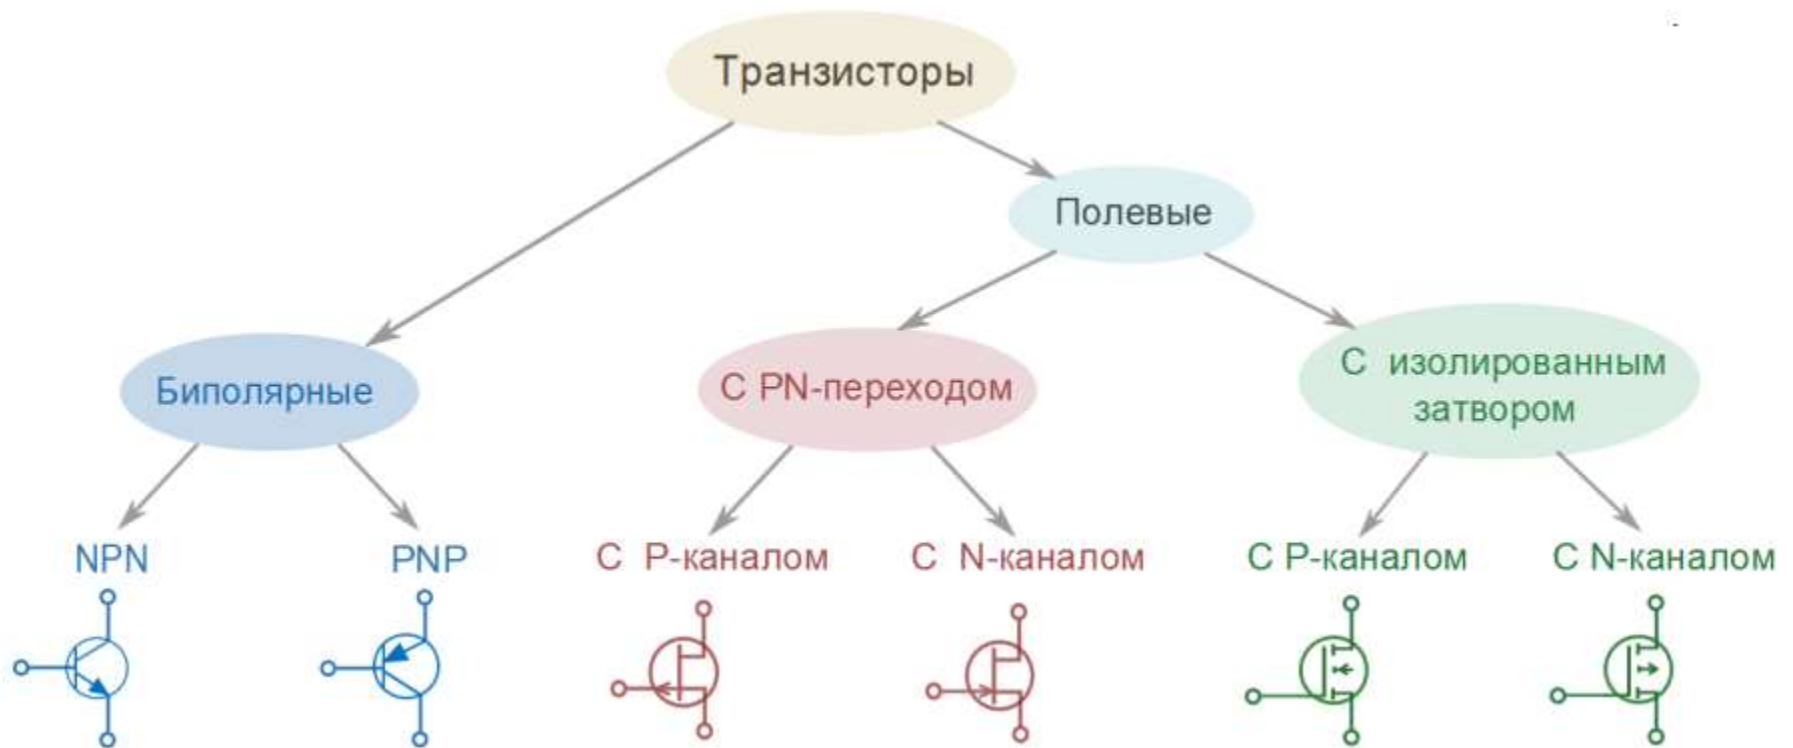 Транзисторы
Полевые
Биполярные
С PN-переходом
С изолированным
затвором
NPN
PNP
С P-каналом
С N-каналом
С P-каналом
С N-каналом